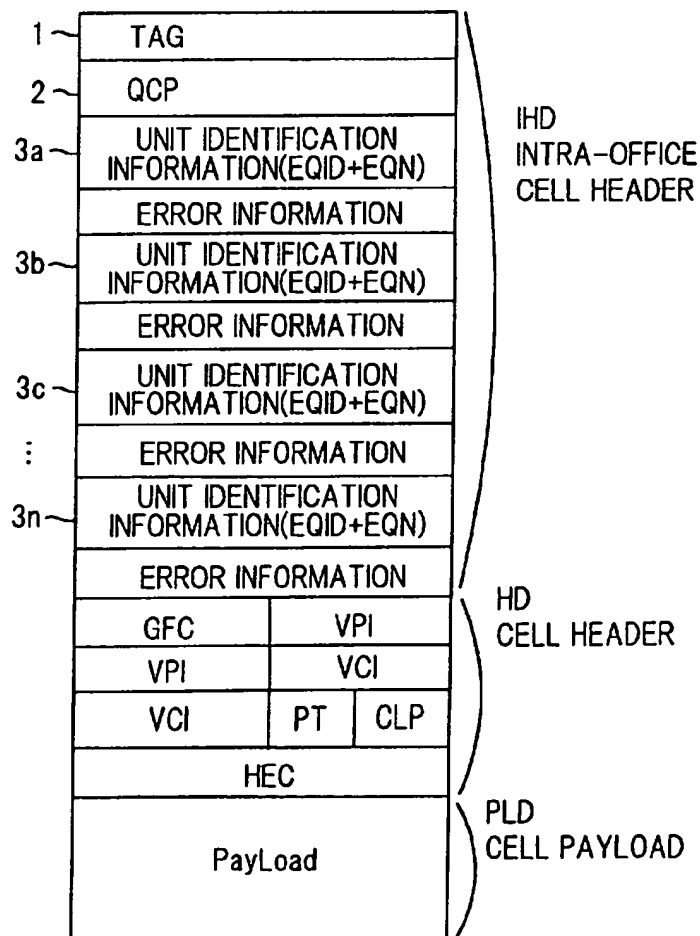 1 TAG
2 QCP
3a UNIT IDENTIFICATION
INFORMATION(EQID+EQN)
ERROR INFORMATION
3b UNIT IDENTIFICATION
INFORMATION(EQID+EQN)
ERROR INFORMATION
3c UNIT IDENTIFICATION
INFORMATION(EQID+EQN)
⋮ ERROR INFORMATION
3n UNIT IDENTIFICATION
INFORMATION(EQID+EQN)
ERROR INFORMATION
IHD
INTRA-OFFICE
CELL HEADER
GFC VPI
VPI VCI
VCI PT CLP
HEC
HD
CELL HEADER
PayLoad
PLD
CELL PAYLOAD